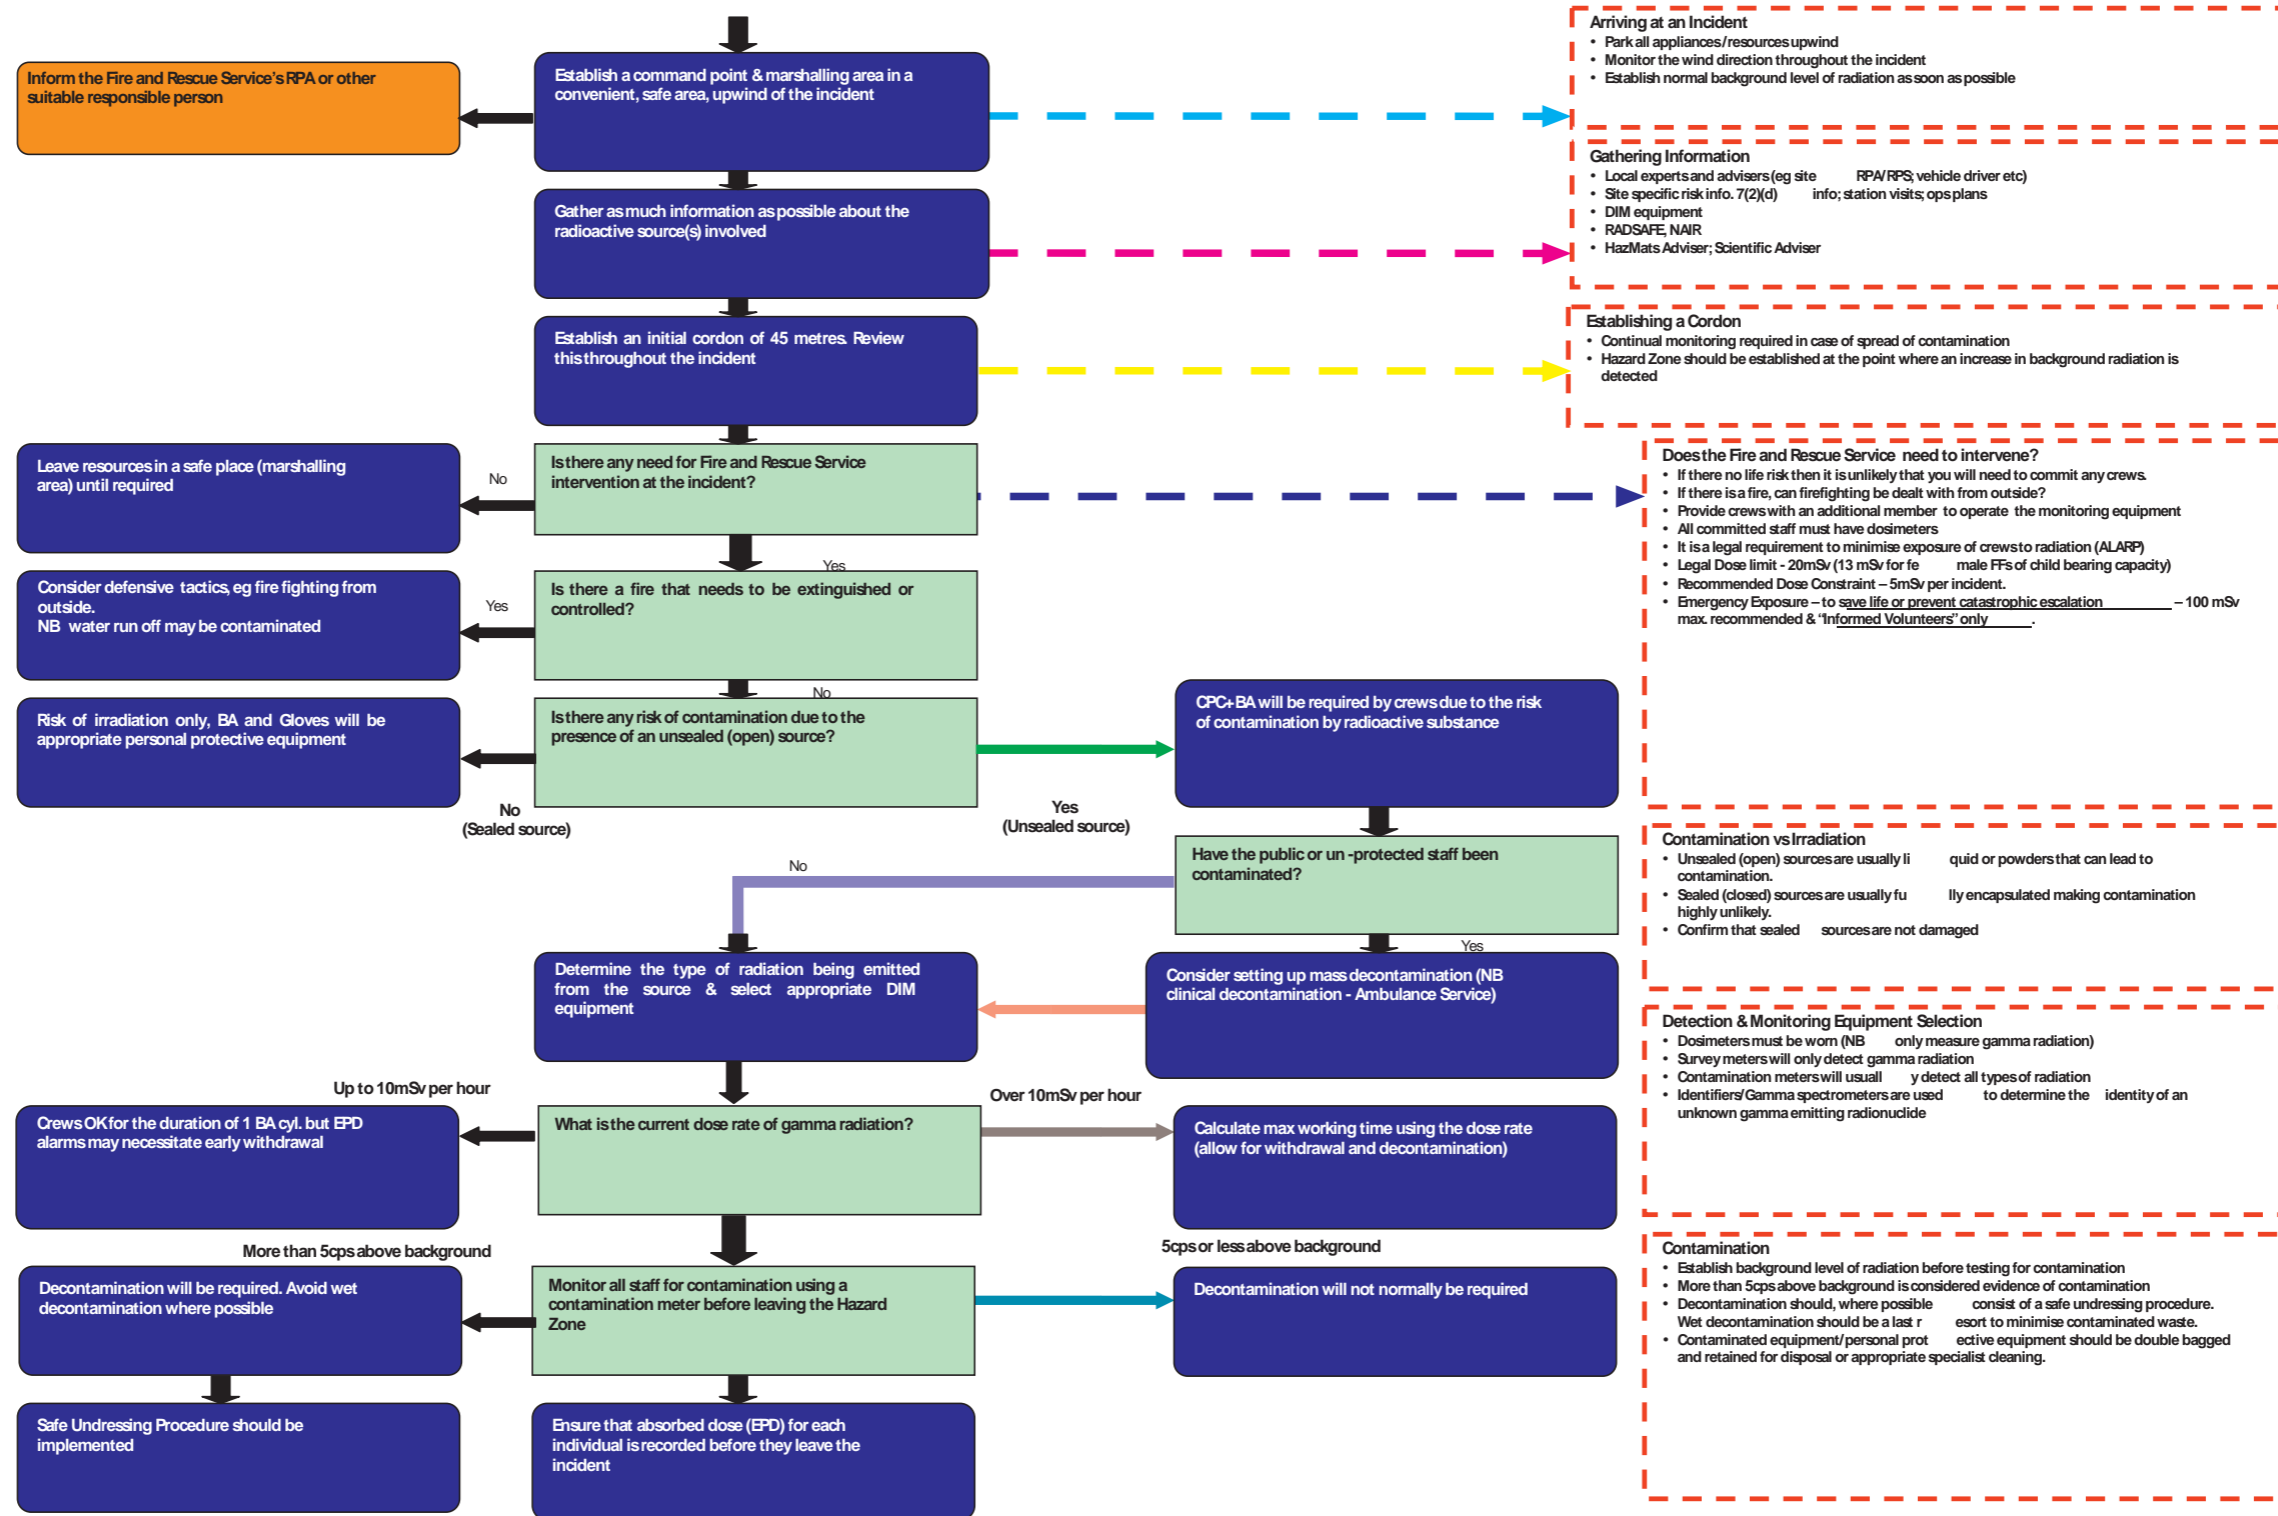 Inform the Fire and Rescue Service's RPA or other
suitable responsible person
Establish a command point & marshalling area in a
convenient, safe area, upwind of the incident
Arriving at an Incident
• Park all appliances/resources upwind
• Monitor the wind direction throughout the incident
• Establish normal background level of radiation as soon as possible
Gather as much information as possible about the
radioactive source(s) involved
Gathering Information
• Local experts and advisers (eg site RPA/RPS; vehicle driver etc)
• Site specific risk info. 7(2)(d) info; station visits; ops plans
• DIM equipment
• RADSAFE, NAIR
• HazMats Adviser; Scientific Adviser
Establish an initial cordon of 45 metres. Review
this throughout the incident
Establishing a Cordon
• Continual monitoring required in case of spread of contamination
• Hazard Zone should be established at the point where an increase in background radiation is
detected
Leave resources in a safe place (marshalling
area) until required
No
Is there any need for Fire and Rescue Service
intervention at the incident?
Yes
Does the Fire and Rescue Service need to intervene?
• If there no life risk then it is unlikely that you will need to commit any crews.
• If there is a fire, can firefighting be dealt with from outside?
• Provide crews with an additional member to operate the monitoring equipment
• All committed staff must have dosimeters
• It is a legal requirement to minimise exposure of crews to radiation (ALARP)
• Legal Dose limit - 20mSv (13 mSv for fe male FFs of child bearing capacity)
• Recommended Dose Constraint – 5mSv per incident.
• Emergency Exposure – to save life or prevent catastrophic escalation – 100 mSv
max. recommended & "Informed Volunteers" only .
Consider defensive tactics, eg fire fighting from
outside.
NB water run off may be contaminated
Yes
Is there a fire that needs to be extinguished or
controlled?
No
Risk of irradiation only, BA and Gloves will be
appropriate personal protective equipment
Is there any risk of contamination due to the
presence of an unsealed (open) source?
No
(Sealed source)
Yes
(Unsealed source)
CPC+BA will be required by crews due to the risk
of contamination by radioactive substance
Have the public or un -protected staff been
contaminated?
No
Yes
Contamination vs Irradiation
• Unsealed (open) sources are usually li quid or powders that can lead to
contamination.
• Sealed (closed) sources are usually fu lly encapsulated making contamination
highly unlikely.
• Confirm that sealed sources are not damaged
Determine the type of radiation being emitted
from the source & select appropriate DIM
equipment
Consider setting up mass decontamination (NB
clinical decontamination - Ambulance Service)
Detection & Monitoring Equipment Selection
• Dosimeters must be worn (NB only measure gamma radiation)
• Survey meters will only detect gamma radiation
• Contamination meters will usuall y detect all types of radiation
• Identifiers/Gamma spectrometers are used to determine the identity of an
unknown gamma emitting radionuclide
Up to 10mSv per hour
Over 10mSv per hour
Crews OK for the duration of 1 BA cyl. but EPD
alarms may necessitate early withdrawal
What is the current dose rate of gamma radiation?
Calculate max working time using the dose rate
(allow for withdrawal and decontamination)
More than 5cps above background
5cps or less above background
Decontamination will be required. Avoid wet
decontamination where possible
Monitor all staff for contamination using a
contamination meter before leaving the Hazard
Zone
Decontamination will not normally be required
Contamination
• Establish background level of radiation before testing for contamination
• More than 5cps above background is considered evidence of contamination
• Decontamination should, where possible consist of a safe undressing procedure.
Wet decontamination should be a last r esort to minimise contaminated waste.
• Contaminated equipment/personal prot ective equipment should be double bagged
and retained for disposal or appropriate specialist cleaning.
Safe Undressing Procedure should be
implemented
Ensure that absorbed dose (EPD) for each
individual is recorded before they leave the
incident